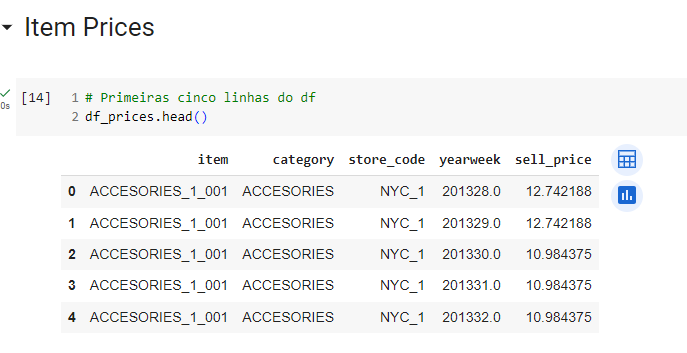 Item Prices
[14] 1 # Primeiras cinco linhas do df
0s 2 df_prices.head()
item category store_code yearweek sell_price
0 ACCESORIES_1_001 ACCESORIES NYC_1 201328.0 12.742188
1 ACCESORIES_1_001 ACCESORIES NYC_1 201329.0 12.742188
2 ACCESORIES_1_001 ACCESORIES NYC_1 201330.0 10.984375
3 ACCESORIES_1_001 ACCESORIES NYC_1 201331.0 10.984375
4 ACCESORIES_1_001 ACCESORIES NYC_1 201332.0 10.984375